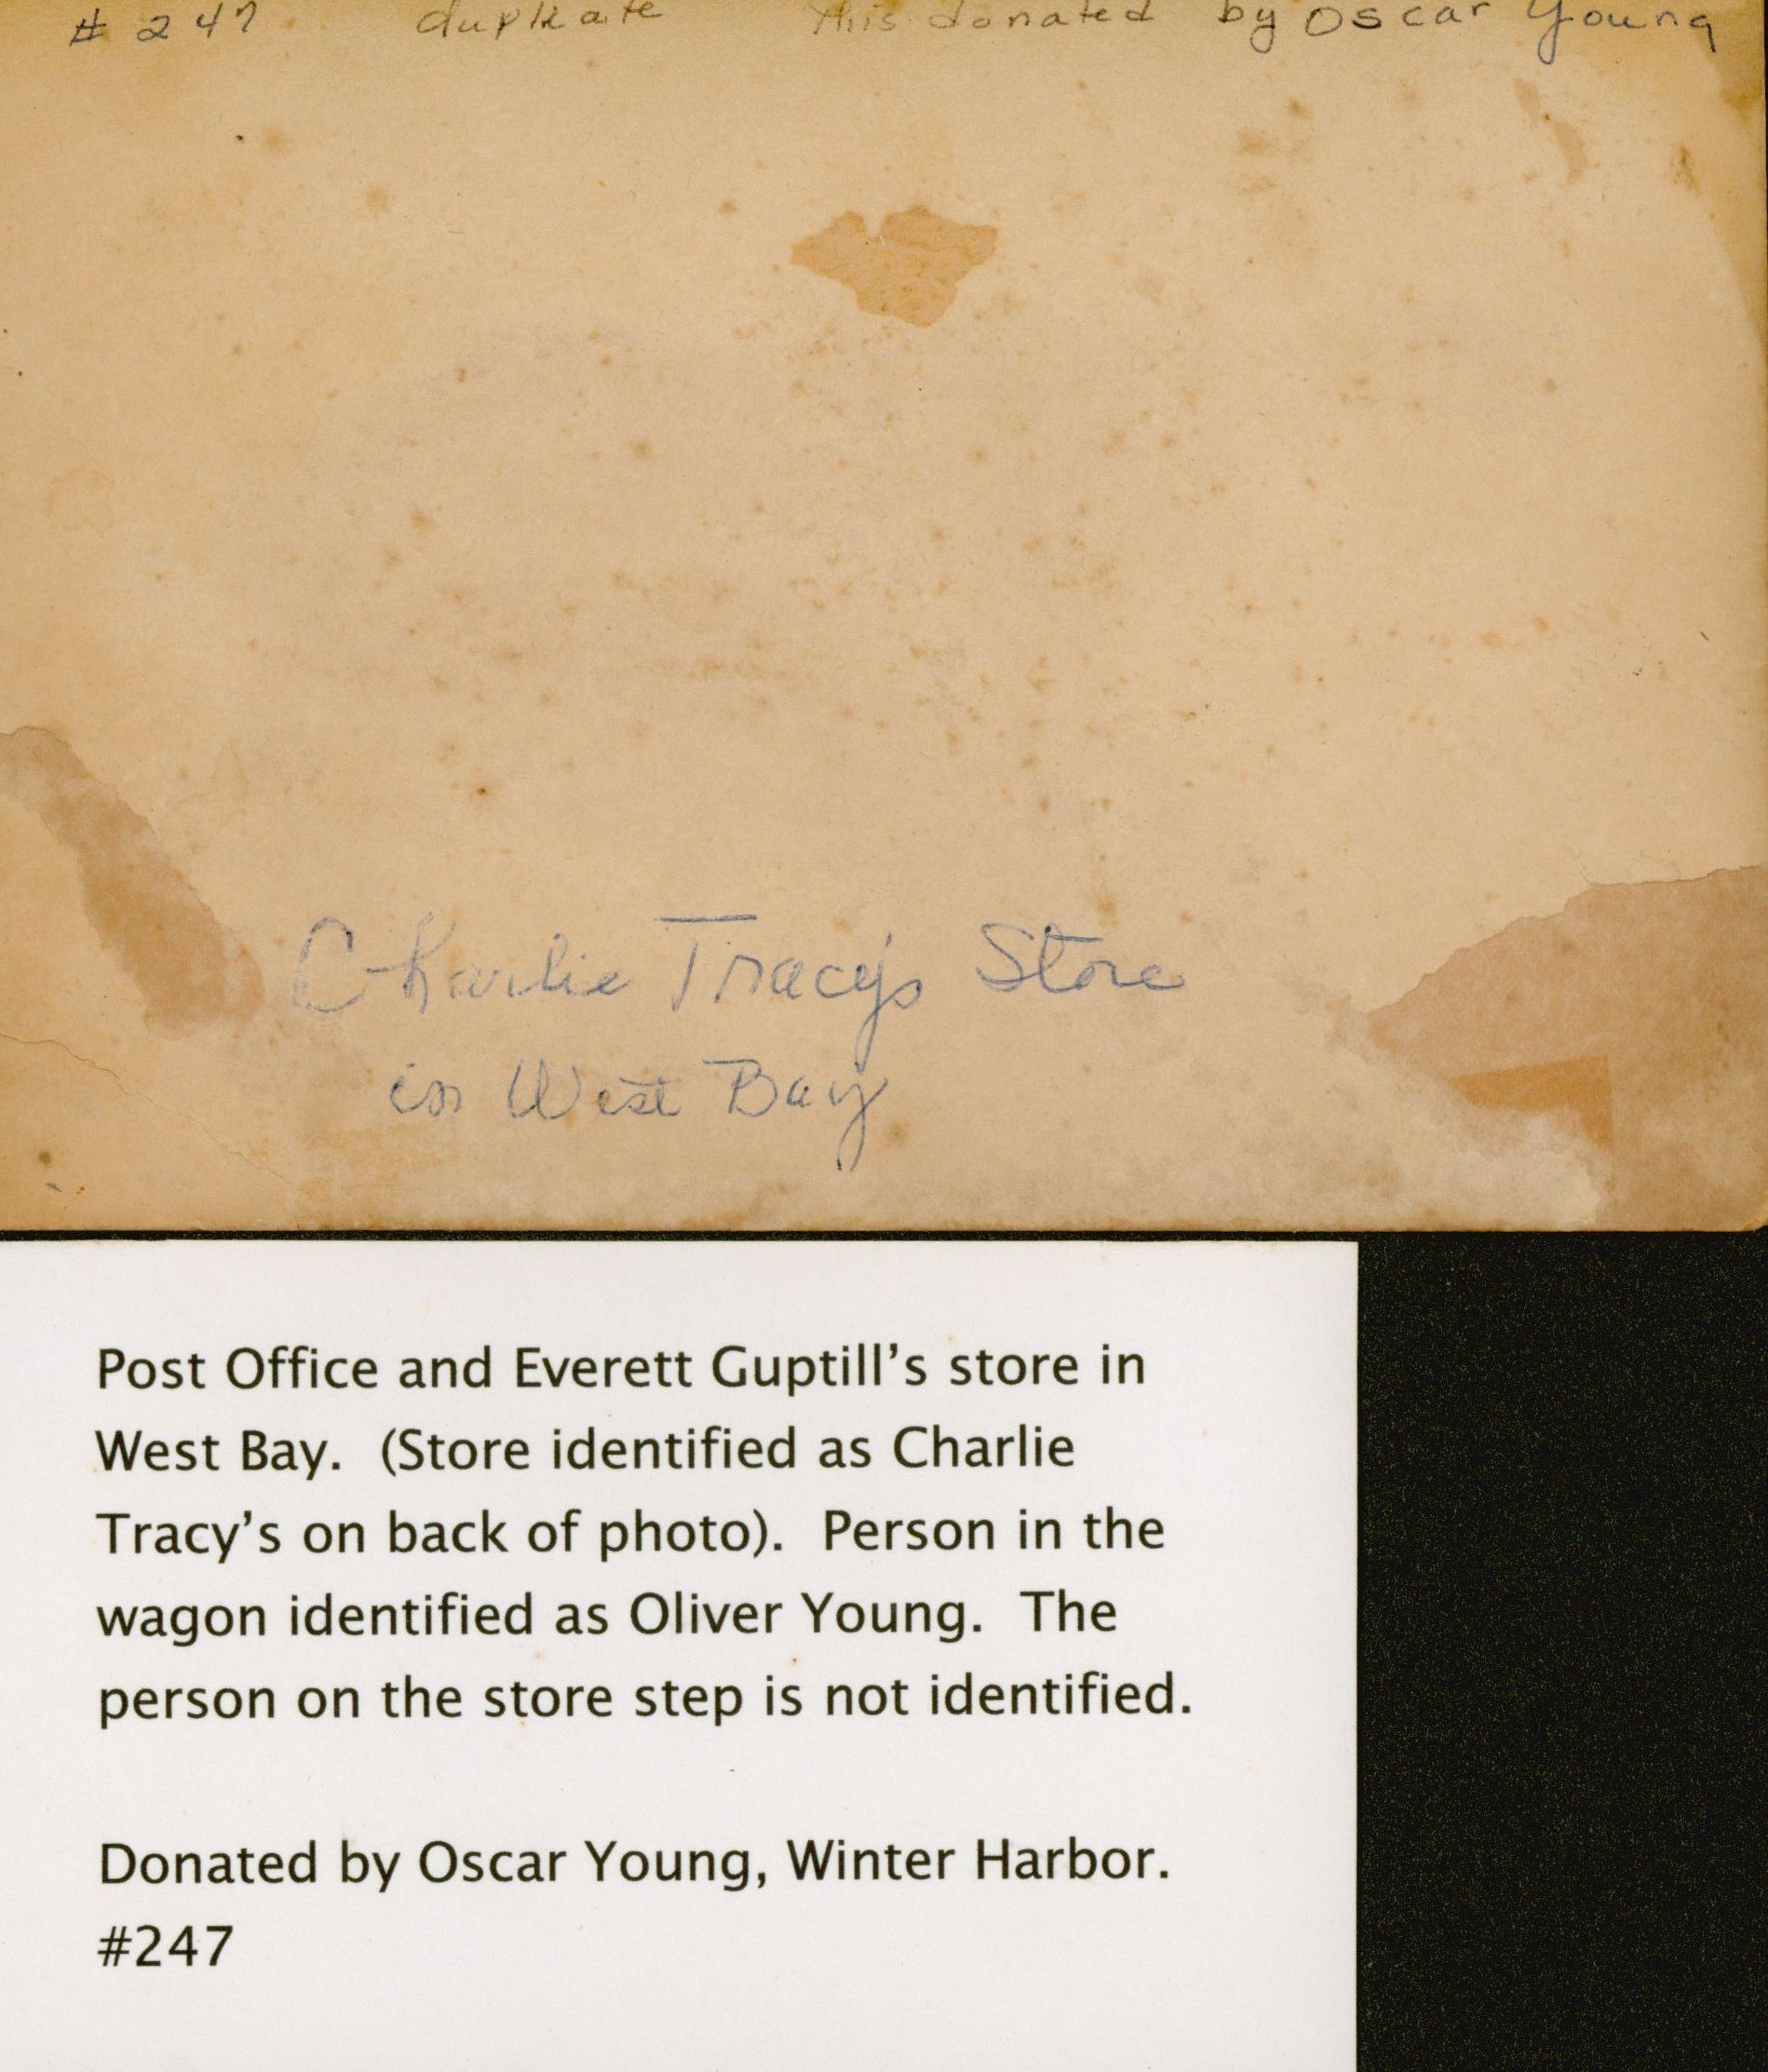 # 247 duplicate This donated by Oscar Young
Charlie Tracy's Store
in West Bay
Post Office and Everett Guptill’s store in
West Bay.  (Store identified as Charlie
Tracy’s on back of photo).  Person in the
wagon identified as Oliver Young.  The
person on the store step is not identified.
Donated by Oscar Young, Winter Harbor.
#247